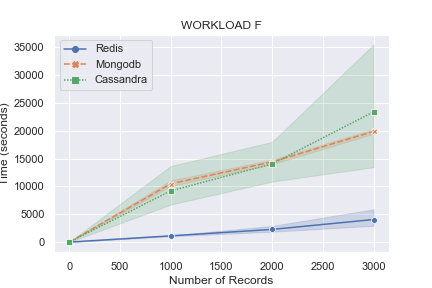 WORKLOAD F
Redis
Mongodb
Cassandra
35000
30000
25000
20000
15000
10000
5000
0
Time (seconds)
0 500 1000 1500 2000 2500 3000
Number of Records